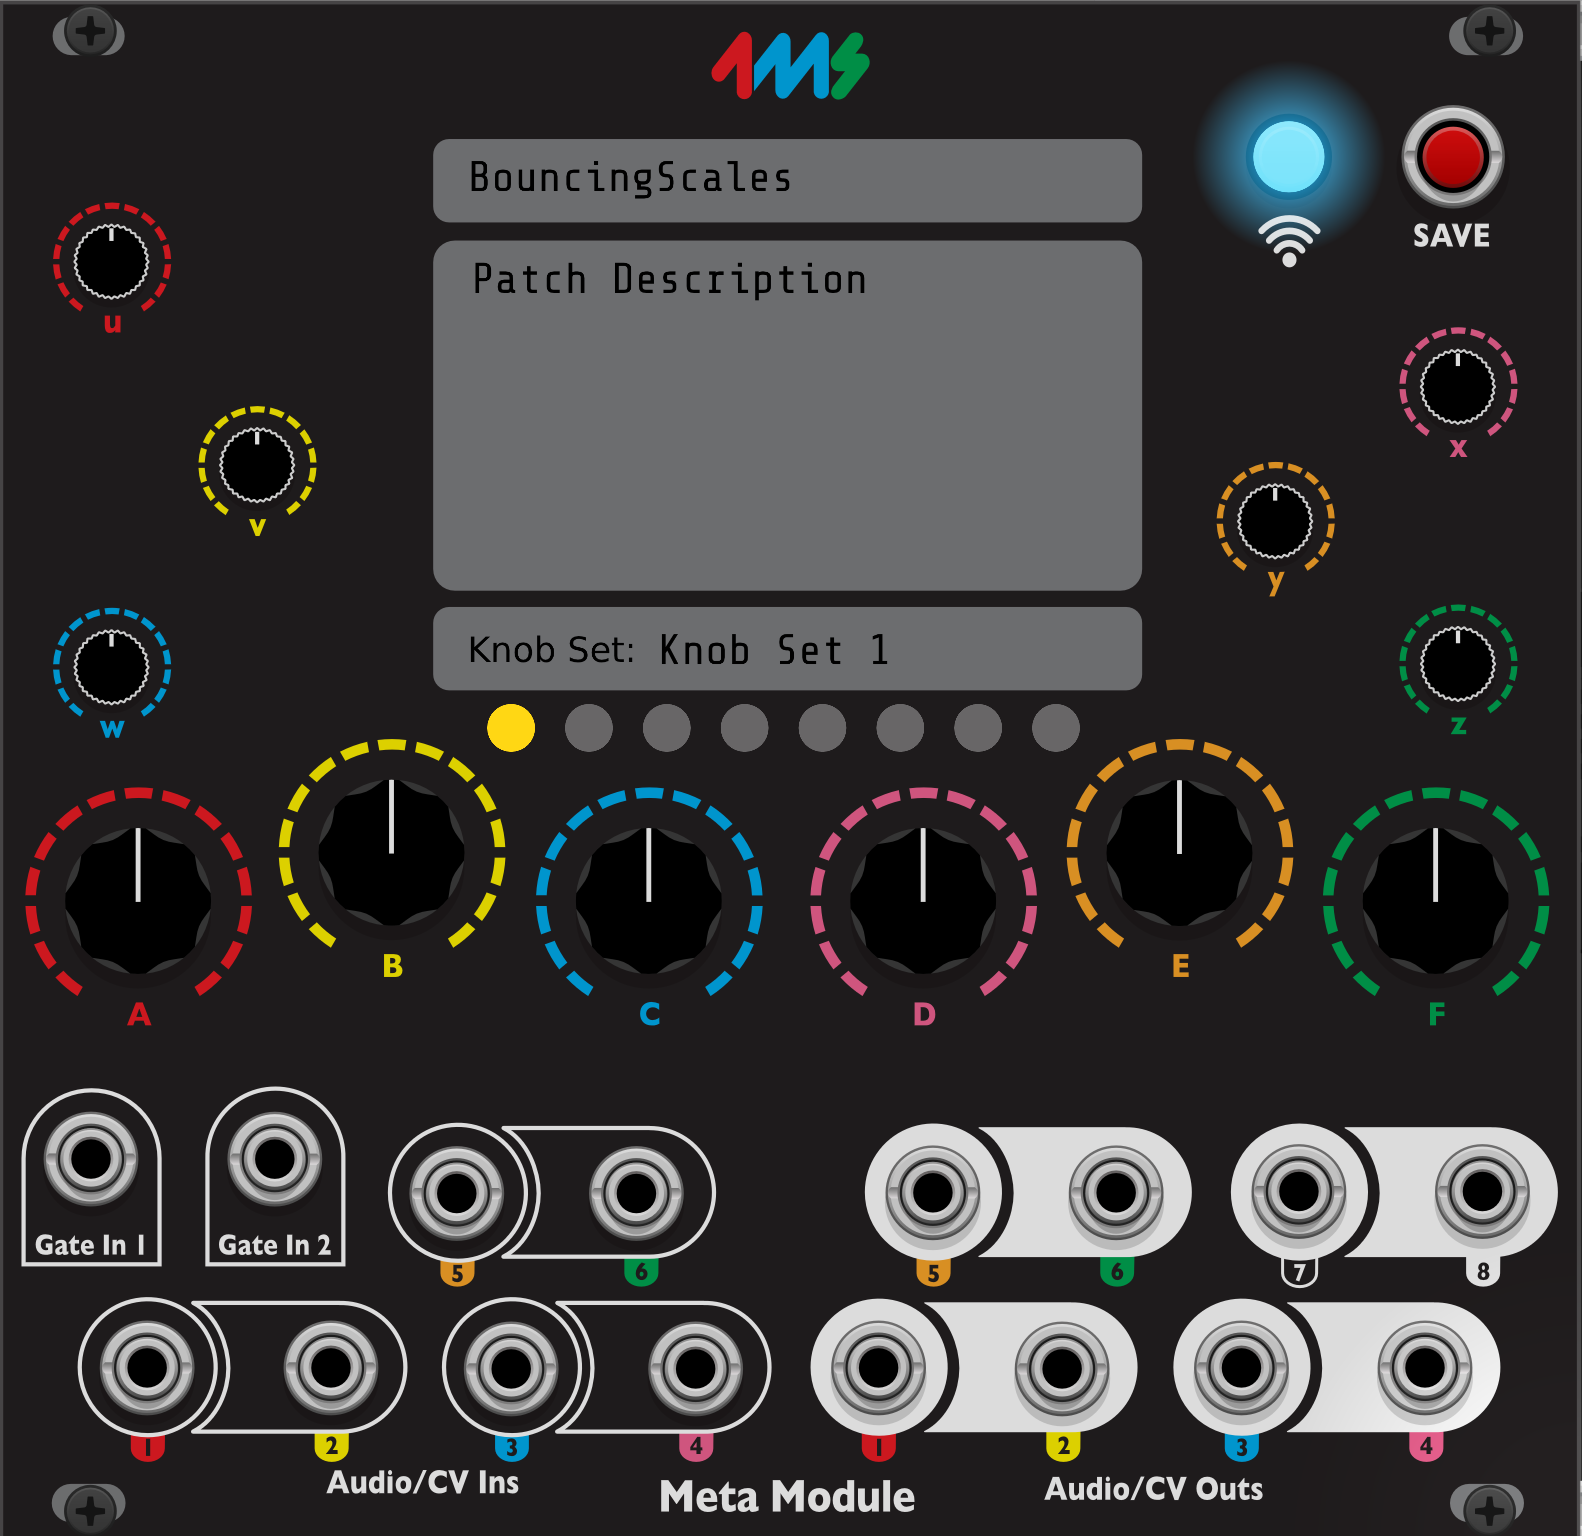 4ms
BouncingScales
SAVE
Patch Description
u
x
v
y
Knob Set: Knob Set 1
w
z
B
E
A
C
D
F
Gate In 1
Gate In 2
5
6
5
6
7
8
1
2
3
4
1
2
3
4
Audio/CV Ins
Meta Module
Audio/CV Outs